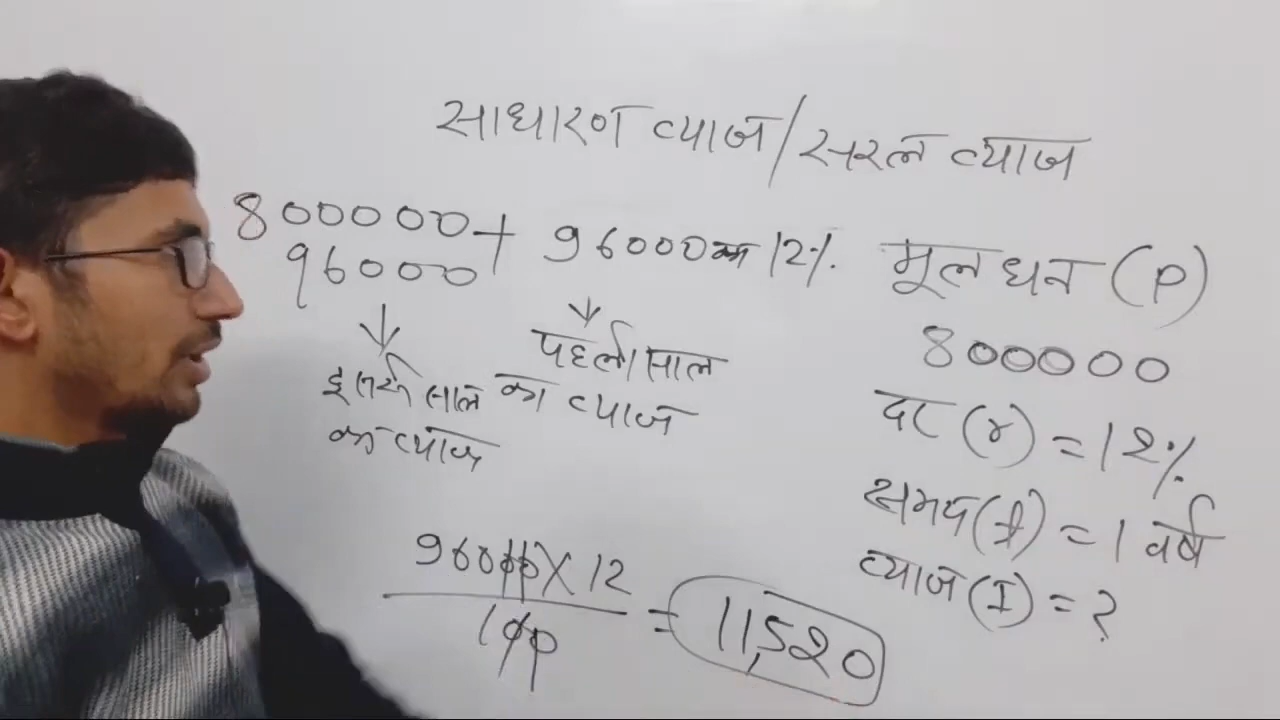 साधारण ब्याज/सरल ब्याज
800000 + 96000 का 12%
96000
↓ ↓
दूसरे साल का ब्याज
पहली साल का ब्याज
96000 × 12
100
= 11,520
मूलधन (P)
800000
दर (r) = 12%
समय (t) = 1 वर्ष
ब्याज (I) = ?